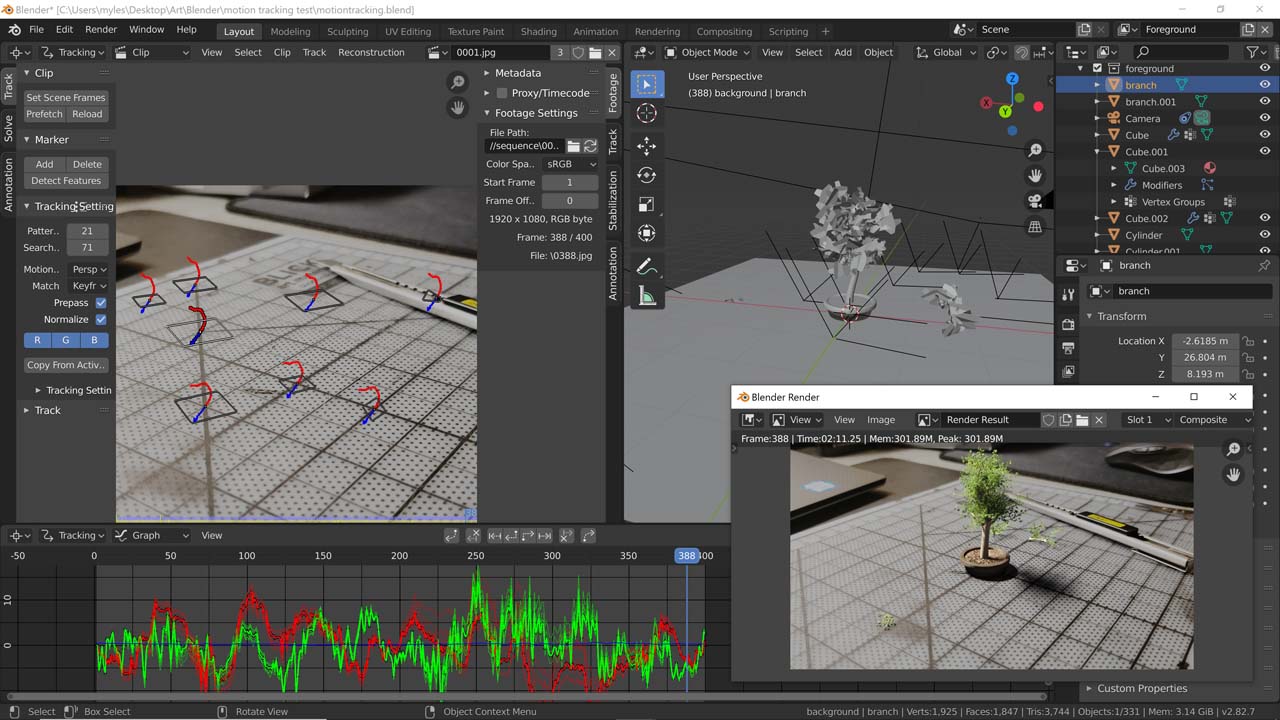 Blender* [C:\Users\myles\Desktop\Art\Blender\motion tracking test\motiontracking.blend]
File Edit Render Window Help Layout Modeling Sculpting UV Editing Texture Paint Shading Animation Rendering Compositing Scripting + Scene Foreground
Tracking Clip View Select Clip Track Reconstruction 0001.jpg 3
Object Mode View Select Add Object Global
Track
Solve
Annotation
Clip
Set Scene Frames
Prefetch Reload
Marker
Add Delete
Detect Features
Tracking Setting
Patter.. 21
Search.. 71
Motion.. Persp
Match Keyfr
Prepass
Normalize
R G B
Copy From Activ..
Tracking Settin
Track
Metadata
Proxy/Timecode
Footage Settings
File Path:
//sequence\00..
Color Spa.. sRGB
Start Frame 1
Frame Off.. 0
1920 x 1080, RGB byte
Frame: 388 / 400
File: \0388.jpg
Footage
Track
Stabilization
Annotation
User Perspective
(388) background | branch
Z
X
Y
foreground
branch
branch.001
Camera
Cube
Cube.001
Cube.003
Modifiers
Vertex Groups
Cube.002
Cylinder
Cylinder.001
branch
branch
Transform
Location X -2.6185 m
Y 26.804 m
Z 8.193 m
Blender Render
View View Image Render Result Slot 1 Composite
Frame:388 | Time:02:11.25 | Mem:301.89M, Peak: 301.89M
Custom Properties
Tracking Graph View
-50 0 50 100 150 200 250 300 350 388 400
10
0
Select Box Select Rotate View Object Context Menu
background | branch | Verts:1,925 | Faces:1,847 | Tris:3,744 | Objects:1/331 | Mem: 3.14 GiB | v2.82.7